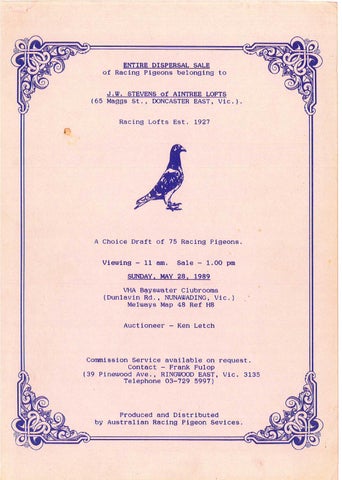 ENTIRE DISPERSAL SALE
of Racing Pigeons belonging to
J.W. STEVENS of AINTREE LOFTS
(65 Maggs St., DONCASTER EAST, Vic.).
Racing Lofts Est. 1927
A Choice Draft of 75 Racing Pigeons.
Viewing - 11 am. Sale - 1.00 pm
SUNDAY, MAY 28, 1989
VHA Bayswater Clubrooms
(Dunlavin Rd., NUNAWADING, Vic.)
Melways Map 48 Ref H8
Auctioneer - Ken Letch
Commission Service available on request.
Contact - Frank Fulop
(39 Pinewood Ave., RINGWOOD EAST, Vic. 3135
Telephone 03-729 5997)
Produced and Distributed
by Australian Racing Pigeon Sevices.